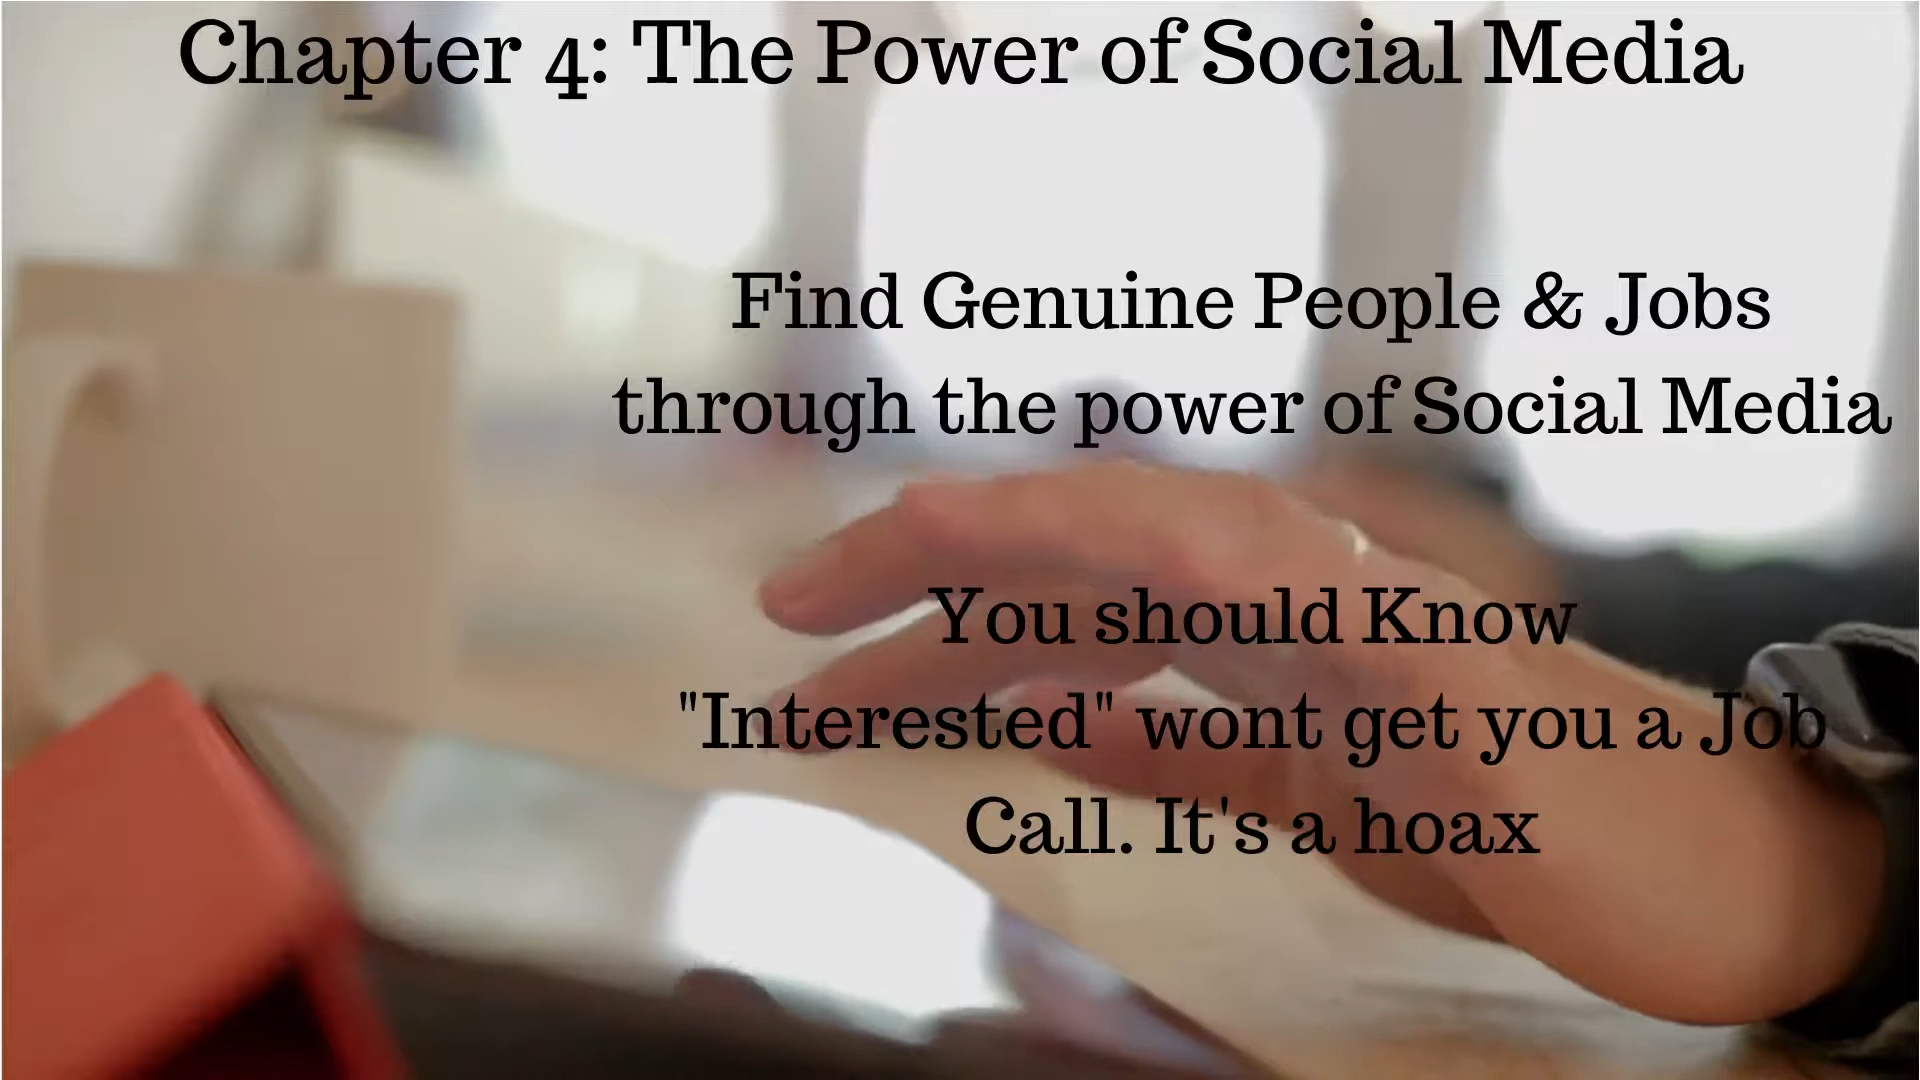 Chapter 4: The Power of Social Media
Find Genuine People & Jobs
through the power of Social Media
You should Know
"Interested" wont get you a Job
Call. It's a hoax